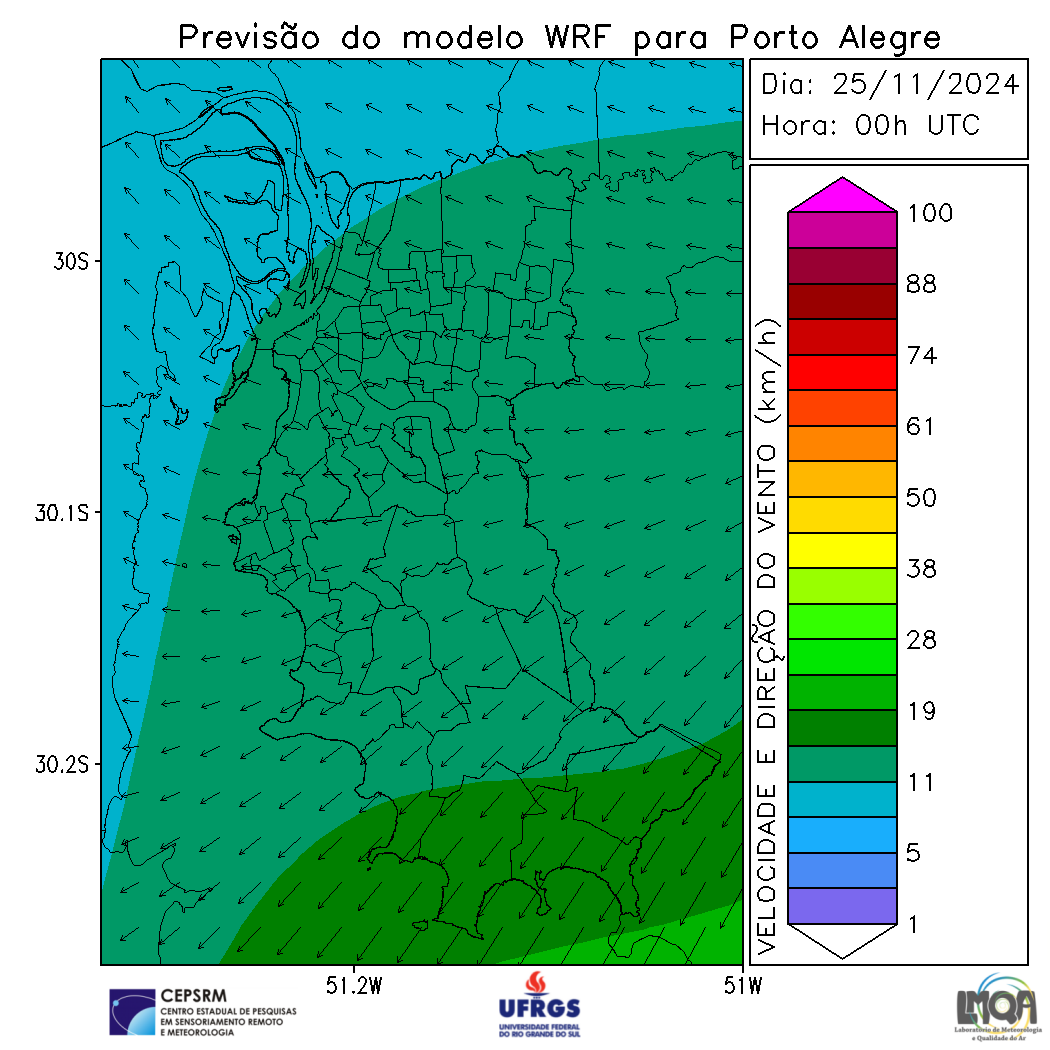 Previsão do modelo WRF para Porto Alegre
Dia: 25/11/2024
Hora: 00h UTC
30S
30.1S
30.2S
51.2W
51W
VELOCIDADE E DIREÇÃO DO VENTO (km/h)
100
88
74
61
50
38
28
19
11
5
1
CEPSRM
CENTRO ESTADUAL DE PESQUISAS
EM SENSORIAMENTO REMOTO
E METEOROLOGIA
UFRGS
UNIVERSIDADE FEDERAL
DO RIO GRANDE DO SUL
LMQA
Laboratório de Meteorologia
e Qualidade do Ar